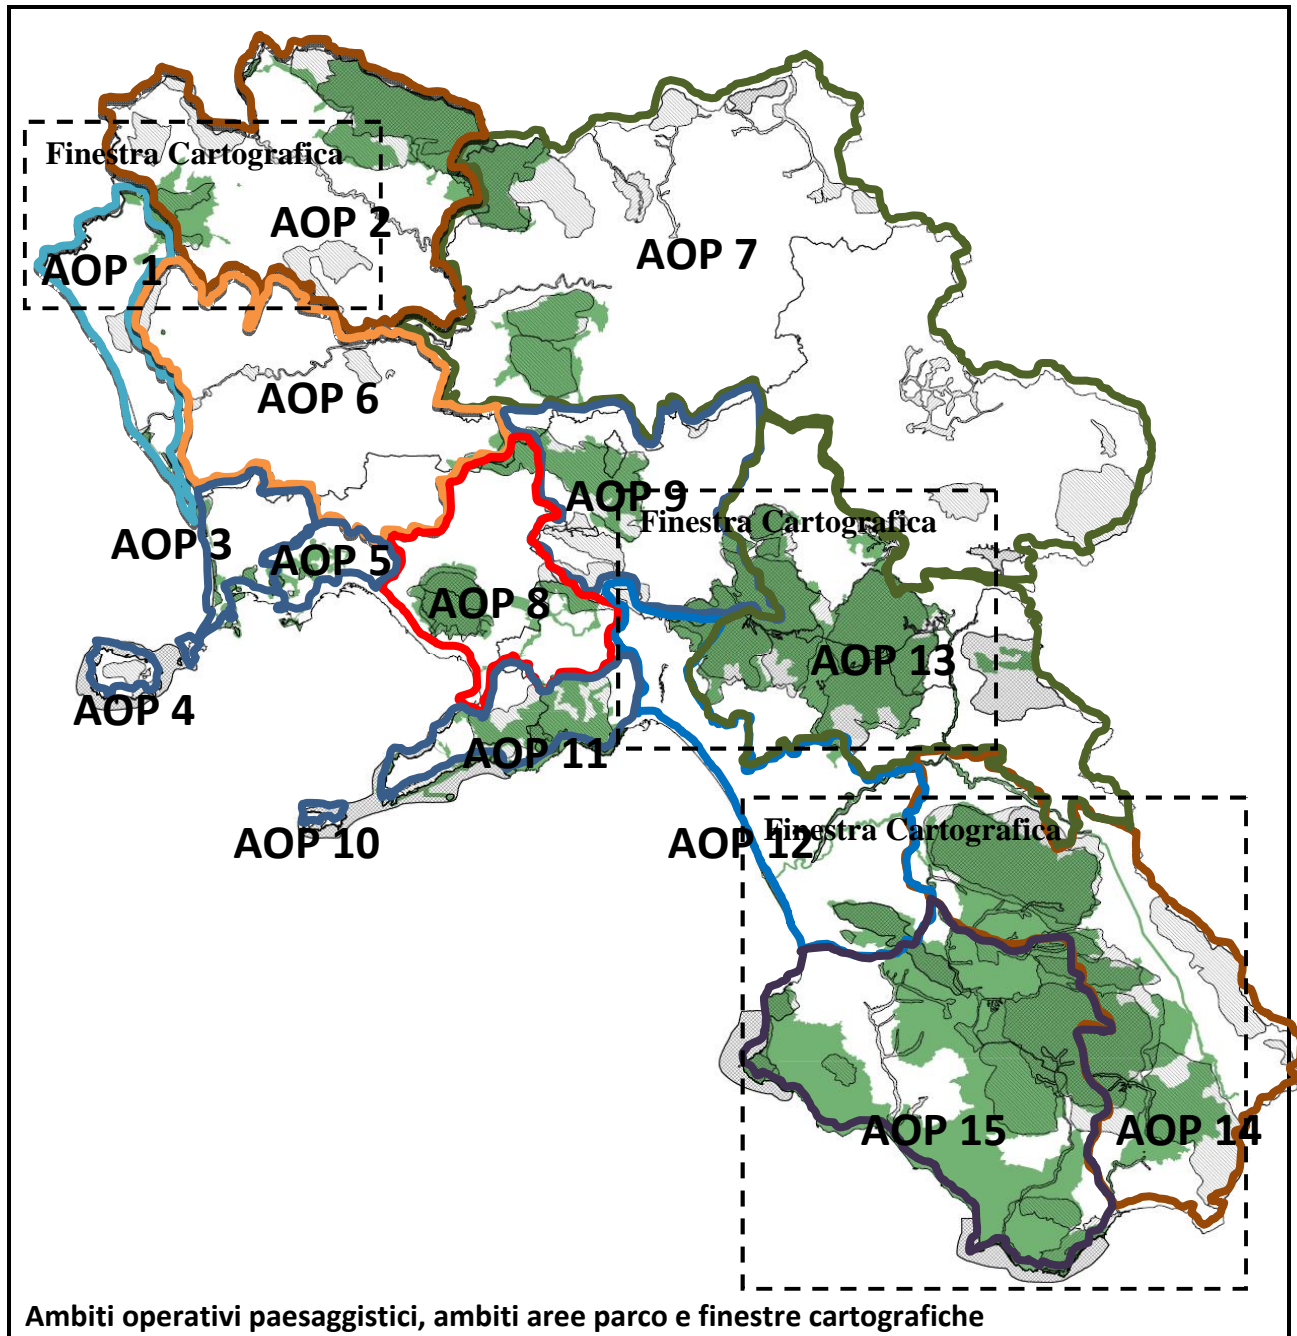 Finestra Cartografica
AOP 2
AOP 1
AOP 7
AOP 6
AOP 9
Finestra Cartografica
AOP 3
AOP 5
AOP 8
AOP 13
AOP 4
AOP 11
AOP 10
AOP 12
Finestra Cartografica
AOP 15
AOP 14
Ambiti operativi paesaggistici, ambiti aree parco e finestre cartografiche